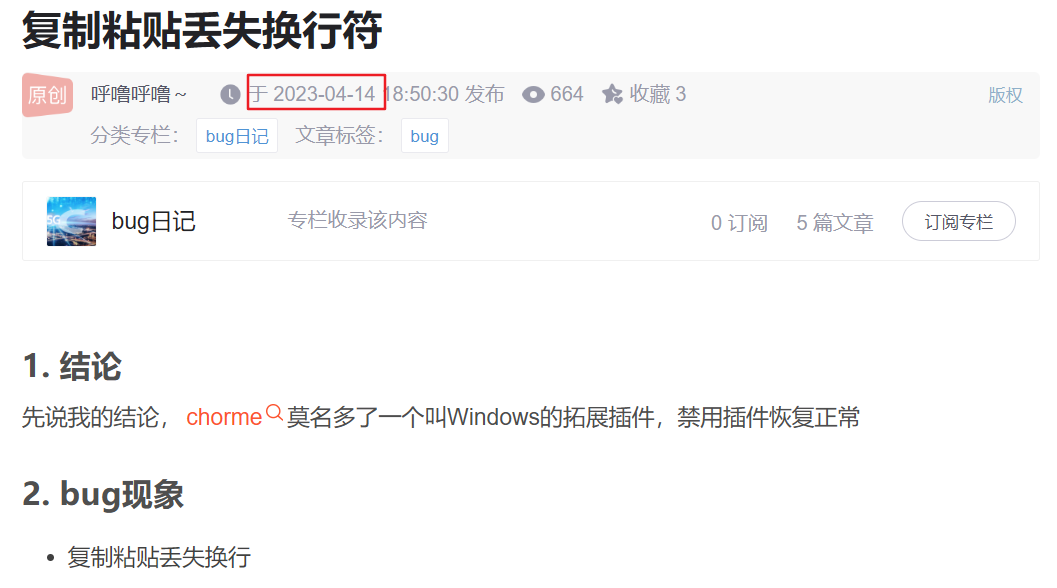 复制粘贴丢失换行符
原创 呼噜呼噜~ 于 2023-04-14 18:50:30 发布 664 收藏 3 版权
分类专栏： bug日记 文章标签： bug
5G bug日记 专栏收录该内容 0 订阅 5 篇文章 订阅专栏
1. 结论
先说我的结论， chorme 莫名多了一个叫Windows的拓展插件，禁用插件恢复正常
2. bug现象
• 复制粘贴丢失换行